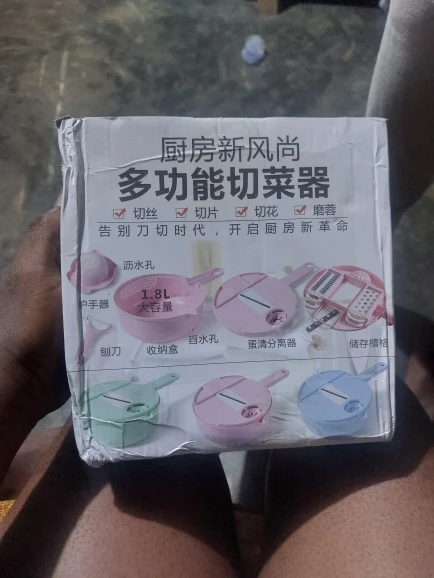 厨房新风尚
多功能切菜器
切丝 切片 切花 磨蓉
告别刀切时代，开启厨房新革命
沥水孔
1.8L
大容量
护手器
刨刀 收纳盒 舀水孔 蛋清分离器 储存槽格